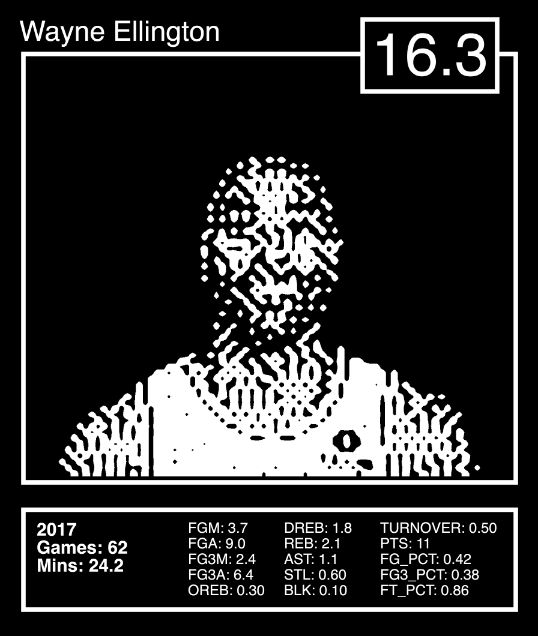 Wayne Ellington
16.3
2017
Games: 62
Mins: 24.2
FGM: 3.7
FGA: 9.0
FG3M: 2.4
FG3A: 6.4
OREB: 0.30
DREB: 1.8
REB: 2.1
AST: 1.1
STL: 0.60
BLK: 0.10
TURNOVER: 0.50
PTS: 11
FG_PCT: 0.42
FG3_PCT: 0.38
FT_PCT: 0.86